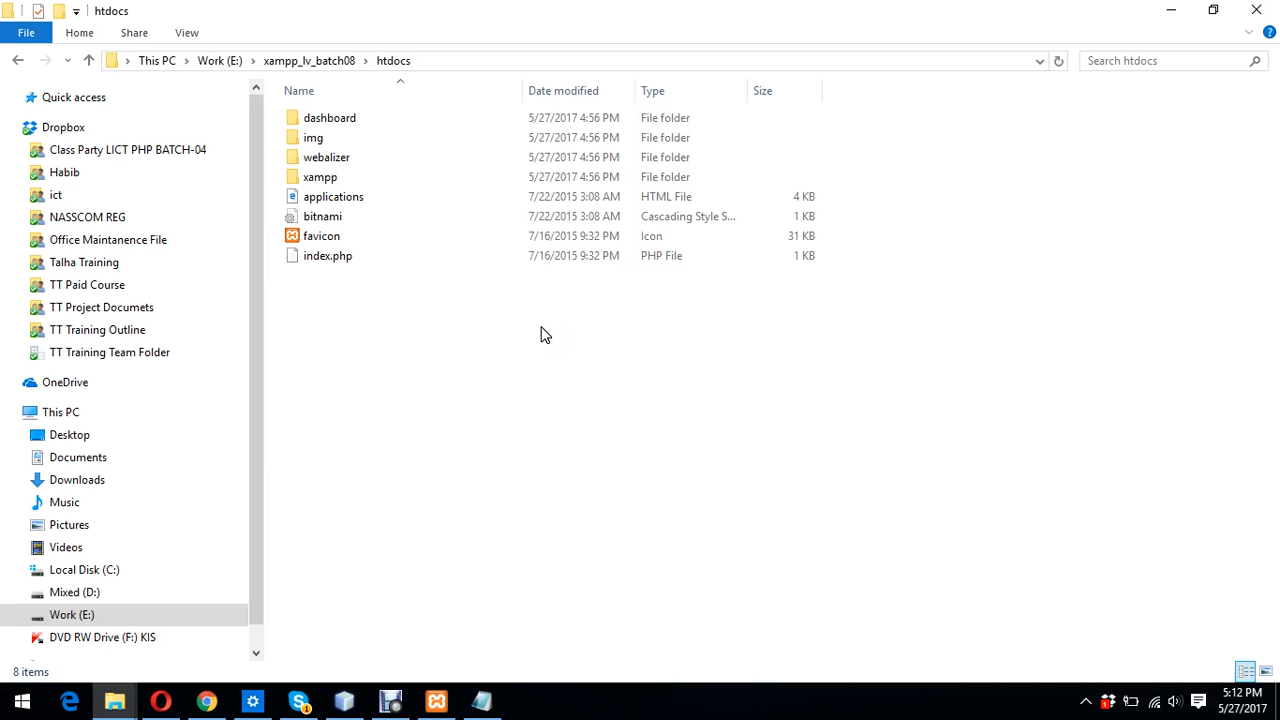 htdocs
File Home Share View
This PC Work (E:) xampp_lv_batch08 htdocs Search htdocs
Name Date modified Type Size
dashboard 5/27/2017 4:56 PM File folder
img 5/27/2017 4:56 PM File folder
webalizer 5/27/2017 4:56 PM File folder
xampp 5/27/2017 4:56 PM File folder
applications 7/22/2015 3:08 AM HTML File 4 KB
bitnami 7/22/2015 3:08 AM Cascading Style S... 1 KB
favicon 7/16/2015 9:32 PM Icon 31 KB
index.php 7/16/2015 9:32 PM PHP File 1 KB
Quick access
Dropbox
Class Party LICT PHP BATCH-04
Habib
ict
NASSCOM REG
Office Maintanence File
Talha Training
TT Paid Course
TT Project Documets
TT Training Outline
TT Training Team Folder
OneDrive
This PC
Desktop
Documents
Downloads
Music
Pictures
Videos
Local Disk (C:)
Mixed (D:)
Work (E:)
DVD RW Drive (F:) KIS
8 items
5:12 PM
5/27/2017